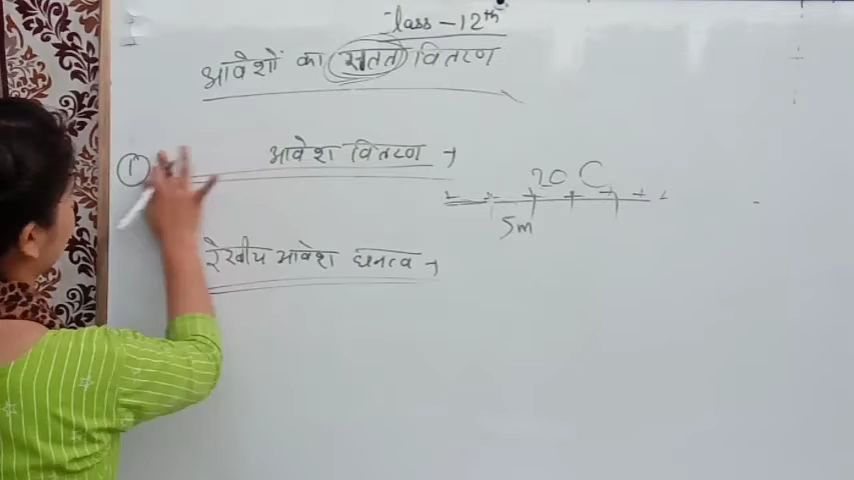 Class - 12th
आवेशों का सतत वितरण
① आवेश वितरण →
20 C
5m
रेखीय आवेश घनत्व →